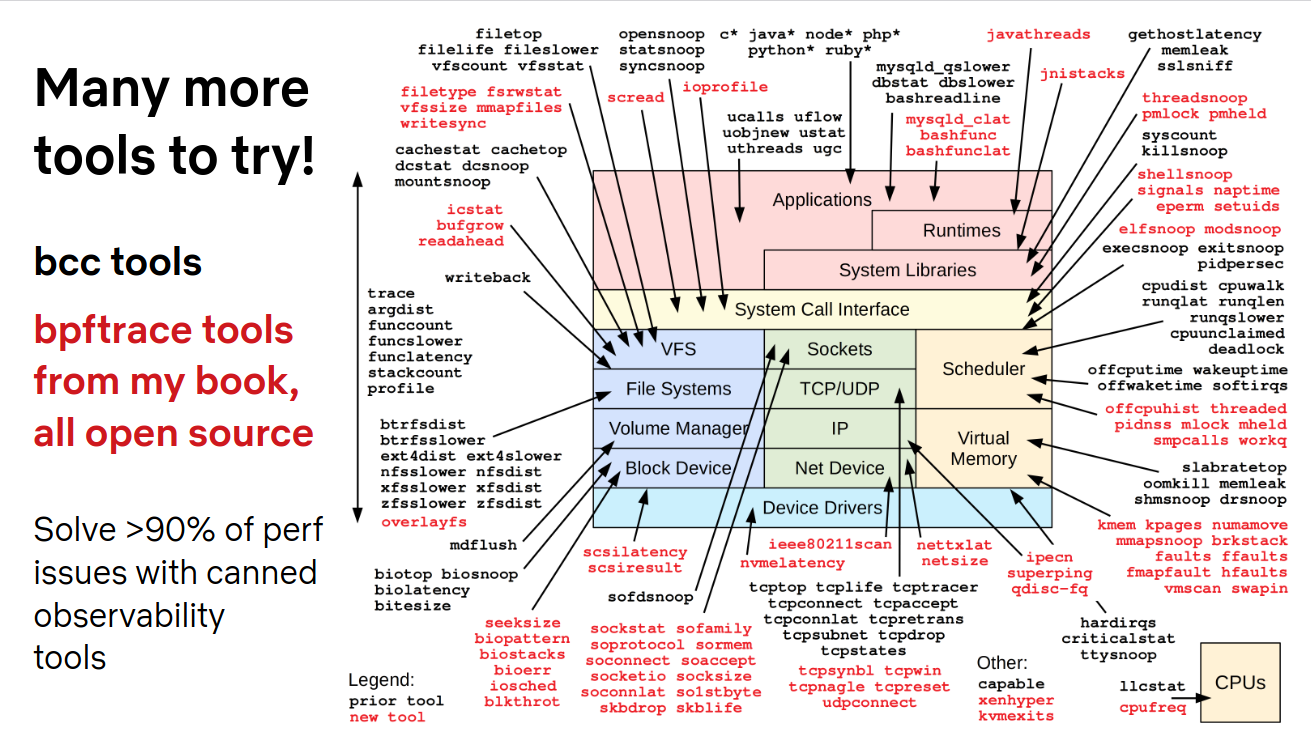 Many more
tools to try!
bcc tools
bpftrace tools
from my book,
all open source
Solve >90% of perf
issues with canned
observability
tools
filetop
filelife fileslower
vfscount vfsstat
filetype fsrwstat
vfssize mmapfiles
writesync
cachestat cachetop
dcstat dcsnoop
mountsnoop
icstat
bufgrow
readahead
writeback
trace
argdist
funccount
funcslower
funclatency
stackcount
profile
btrfsdist
btrfsslower
ext4dist ext4slower
nfsslower nfsdist
xfsslower xfsdist
zfsslower zfsdist
overlayfs
mdflush
biotop biosnoop
biolatency
bitesize
seeksize
biopattern
biostacks
bioerr
iosched
blkthrot
Legend:
prior tool
new tool
opensnoop
statsnoop
syncsnoop
scread
ioprofile
c* java* node* php*
python* ruby*
ucalls uflow
uobjnew ustat
uthreads ugc
mysqld_qslower
dbstat dbslower
bashreadline
mysqld_clat
bashfunc
bashfunclat
javathreads
jnistacks
gethostlatency
memleak
sslsniff
threadsnoop
pmlock pmheld
syscount
killsnoop
shellsnoop
signals naptime
eperm setuids
elfsnoop modsnoop
execsnoop exitsnoop
pidpersec
cpudist cpuwalk
runqlat runqlen
runqslower
cpuunclaimed
deadlock
offcputime wakeuptime
offwaketime softirqs
offcpuhist threaded
pidnss mlock mheld
smpcalls workq
slabratetop
oomkill memleak
shmsnoop drsnoop
kmem kpages numamove
mmapsnoop brkstack
faults ffaults
fmapfault hfaults
vmscan swapin
Applications
Runtimes
System Libraries
System Call Interface
VFS
Sockets
Scheduler
File Systems
TCP/UDP
Volume Manager
IP
Virtual
Memory
Block Device
Net Device
Device Drivers
scsilatency
scsiresult
nvmelatency
ieee80211scan
nettxlat
netsize
ipecn
superping
qdisc-fq
sofdsnoop
sockstat sofamily
soprotocol sormem
soconnect soaccept
socketio socksize
soconnlat so1stbyte
skbdrop skblife
tcptop tcplife tcptracer
tcpconnect tcpaccept
tcpconnlat tcpretrans
tcpsubnet tcpdrop
tcpstates
tcpsynbl tcpwin
tcpnagle tcpreset
udpconnect
hardirqs
criticalstat
ttysnoop
Other:
capable
xenhyper
kvmexits
llcstat
cpufreq
CPUs